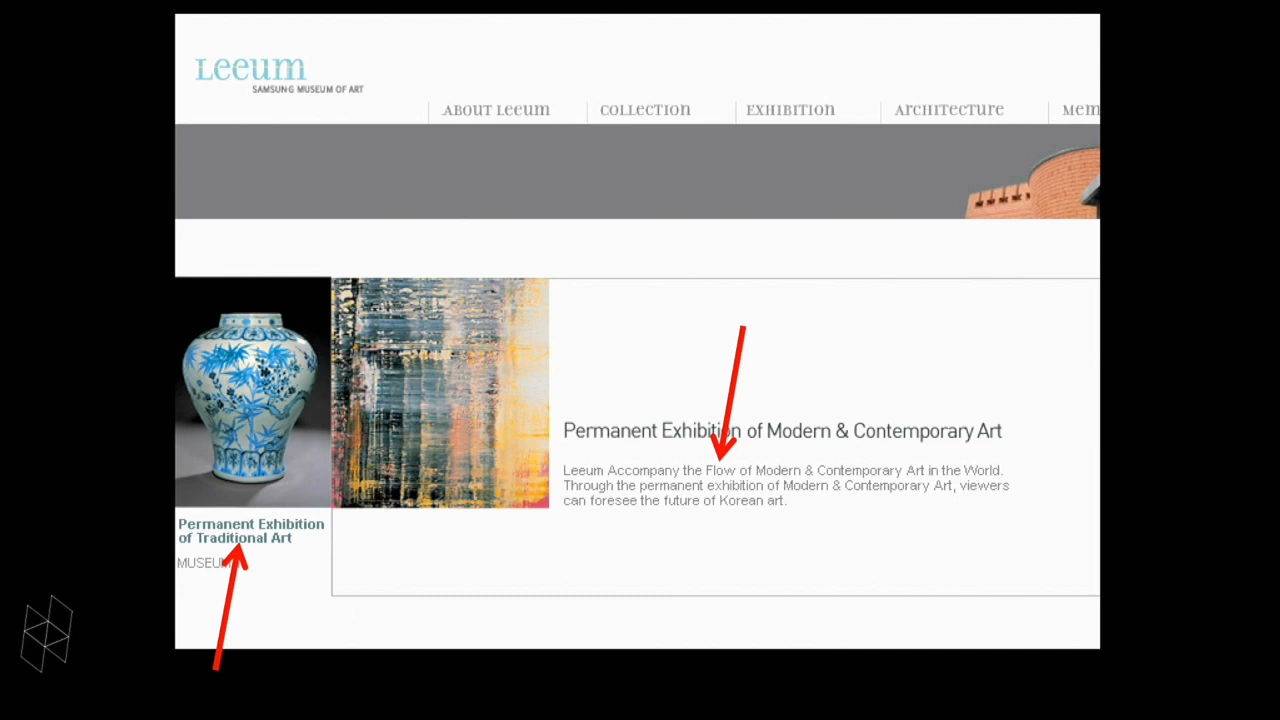 Leeum
SAMSUNG MUSEUM OF ART
ABOUT Leeum
COLLECTION
EXHIBITION
ARCHITECTURE
Permanent Exhibition of Modern & Contemporary Art
Leeum Accompany the Flow of Modern & Contemporary Art in the World.
Through the permanent exhibition of Modern & Contemporary Art, viewers
can foresee the future of Korean art.
Permanent Exhibition
of Traditional Art
MUSEUM